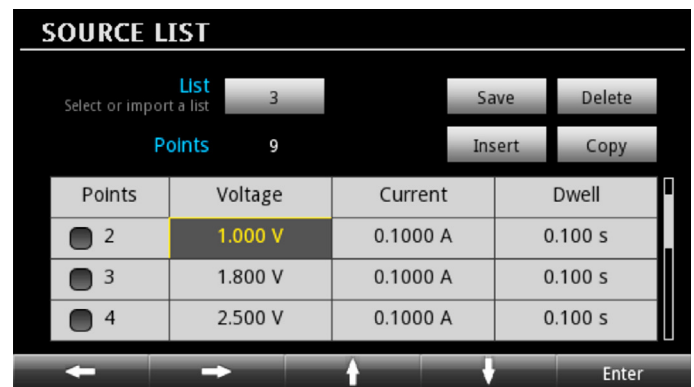 SOURCE LIST
List
Select or import a list
3
Save
Delete
Points
9
Insert
Copy
Points Voltage Current Dwell
2 1.000 V 0.1000 A 0.100 s
3 1.800 V 0.1000 A 0.100 s
4 2.500 V 0.1000 A 0.100 s
Enter